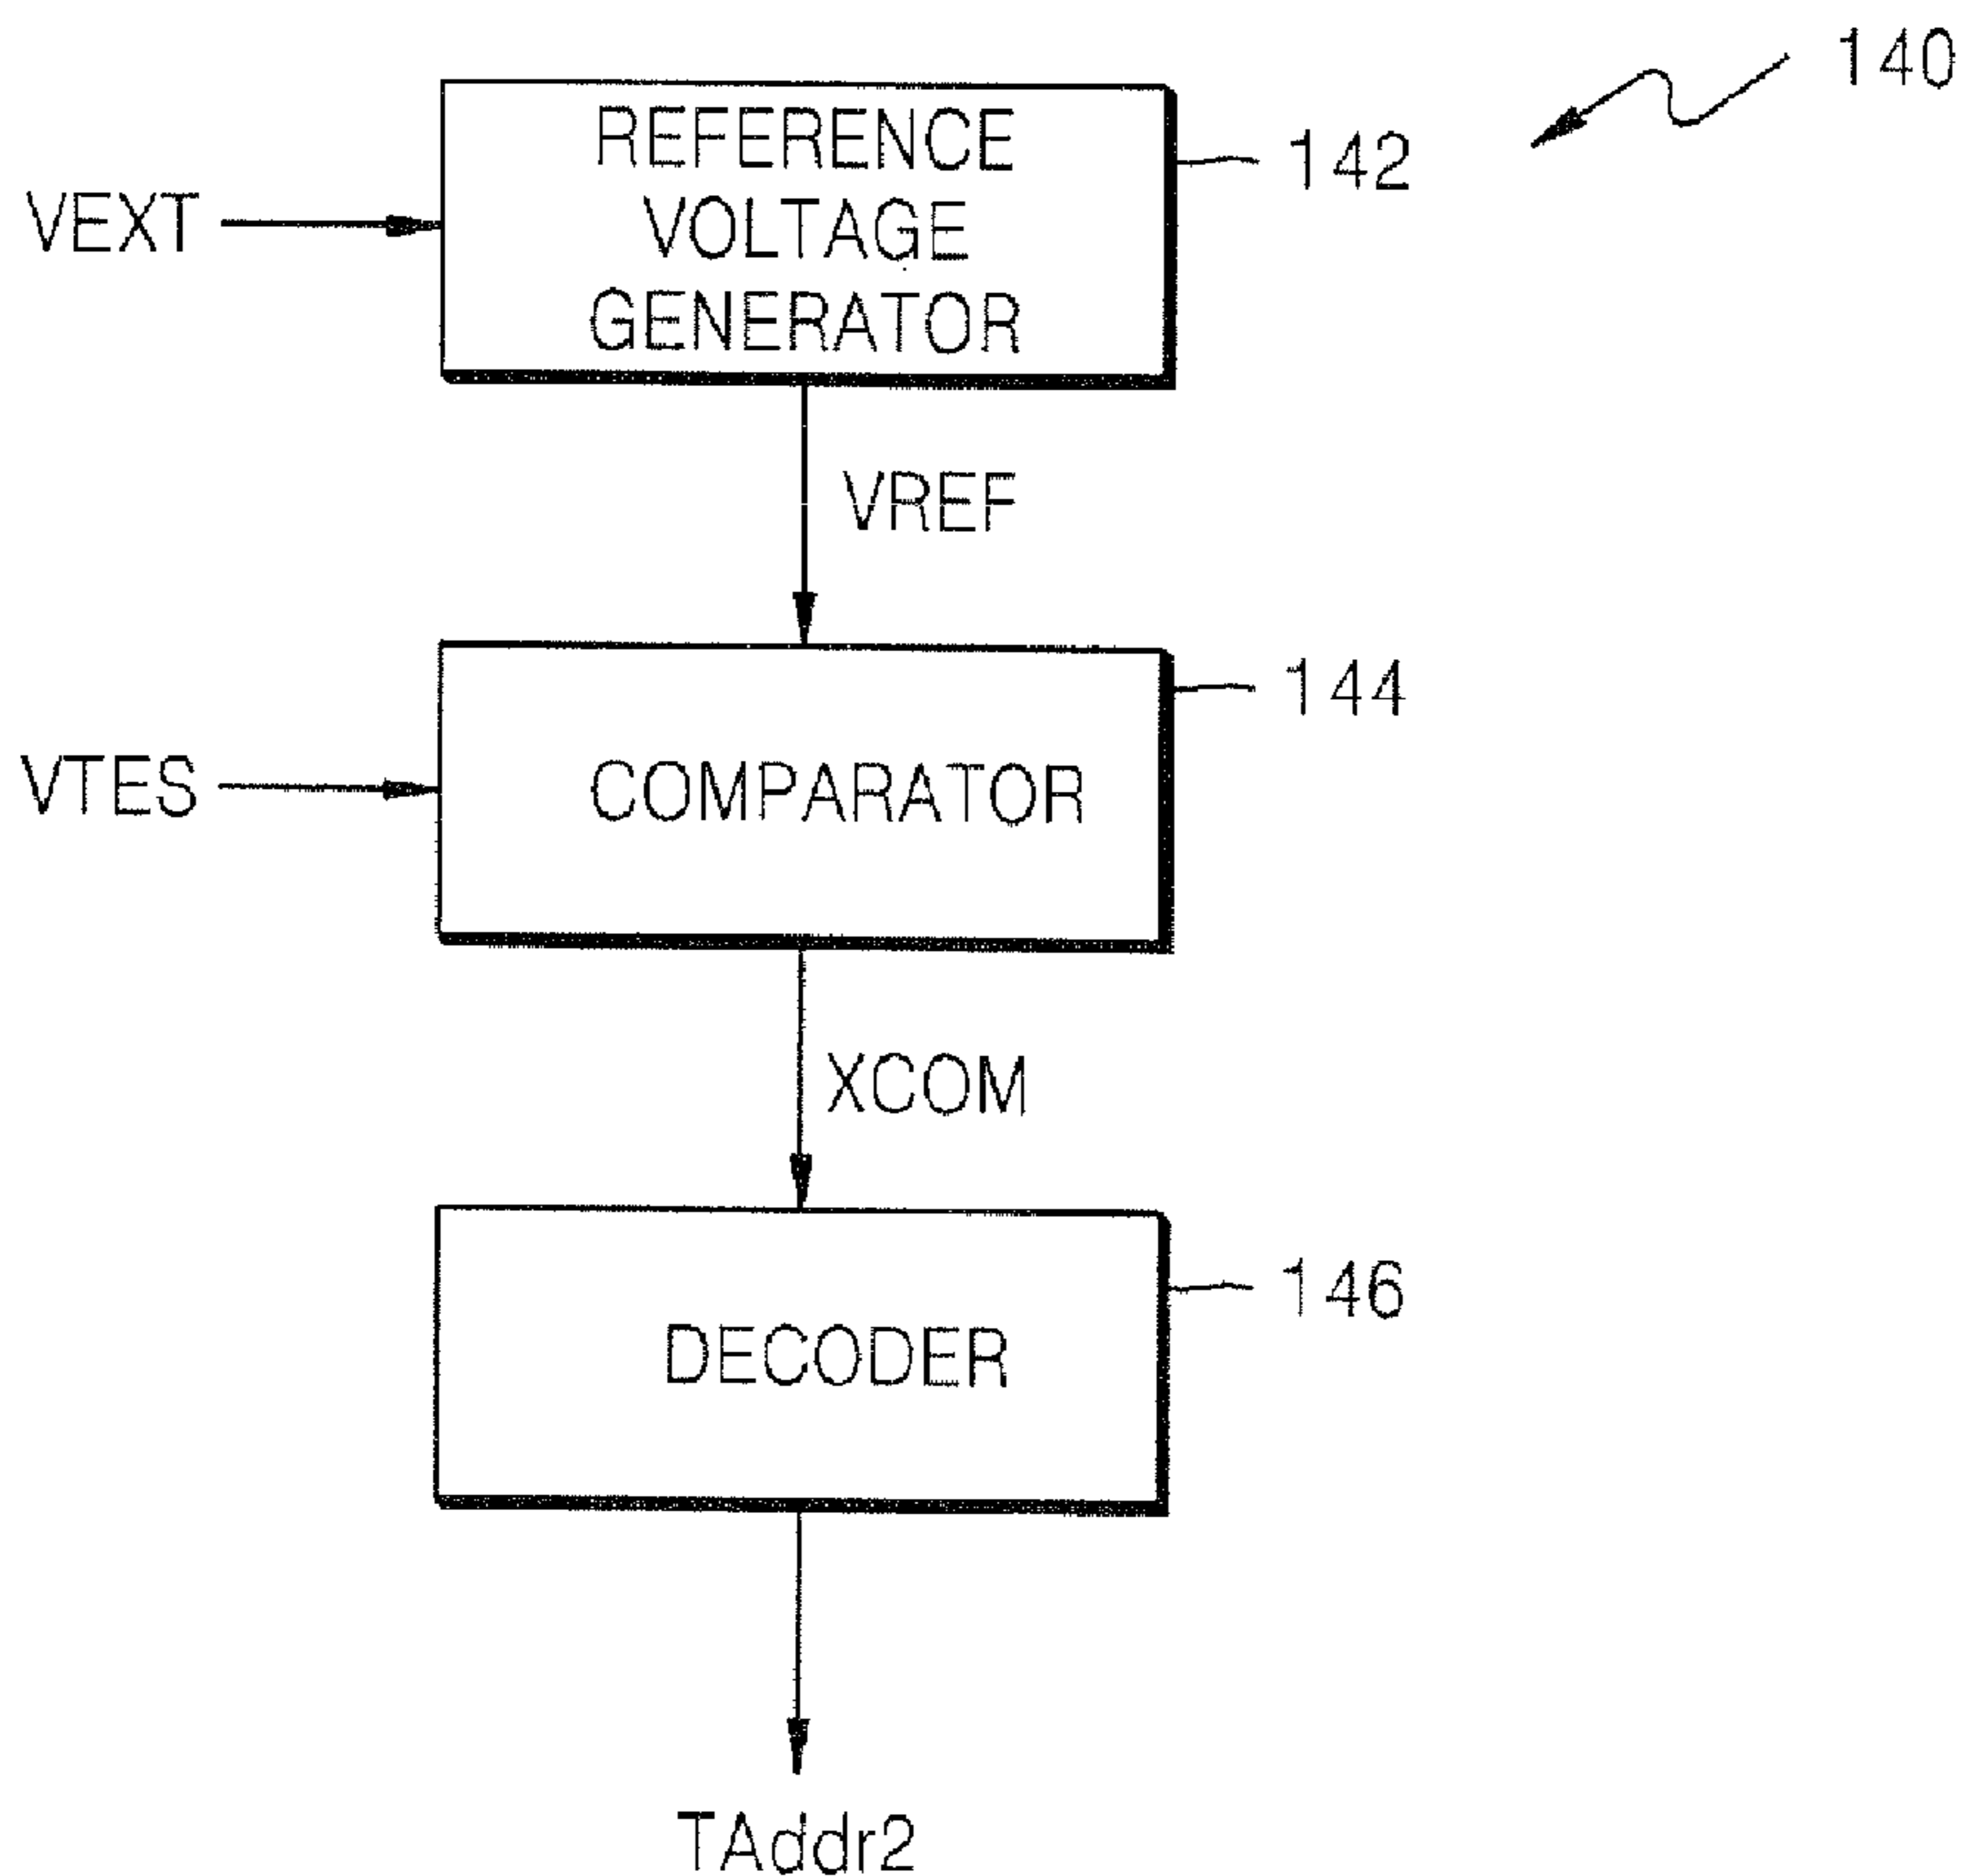 140
REFERENCE
VOLTAGE
GENERATOR
142
VEXT
VREF
144
VTES
COMPARATOR
XCOM
146
DECODER
TAddr2